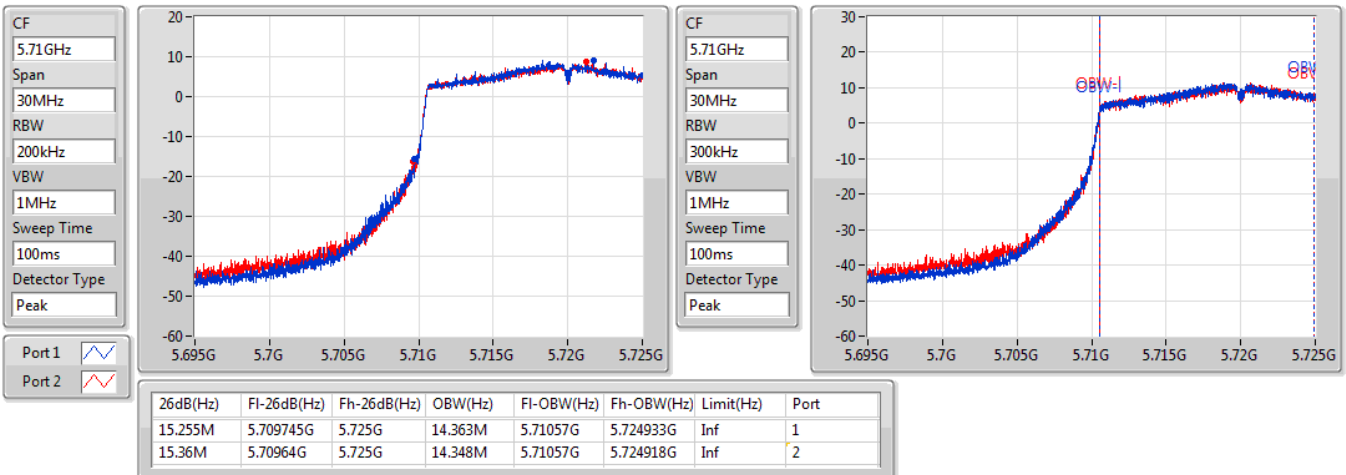 CF
5.71GHz
Span
30MHz
RBW
200kHz
VBW
1MHz
Sweep Time
100ms
Detector Type
Peak
20
10
0
-10
-20
-30
-40
-50
-60
5.695G 5.7G 5.705G 5.71G 5.715G 5.72G 5.725G
CF
5.71GHz
Span
30MHz
RBW
300kHz
VBW
1MHz
Sweep Time
100ms
Detector Type
Peak
30
20
10
0
-10
-20
-30
-40
-50
-60
OBW-l
OBW-l
5.695G 5.7G 5.705G 5.71G 5.715G 5.72G 5.725G
Port 1
Port 2
26dB(Hz) Fl-26dB(Hz) Fh-26dB(Hz) OBW(Hz) Fl-OBW(Hz) Fh-OBW(Hz) Limit(Hz) Port
15.255M 5.709745G 5.725G 14.363M 5.71057G 5.724933G Inf 1
15.36M 5.70964G 5.725G 14.348M 5.71057G 5.724918G Inf 2